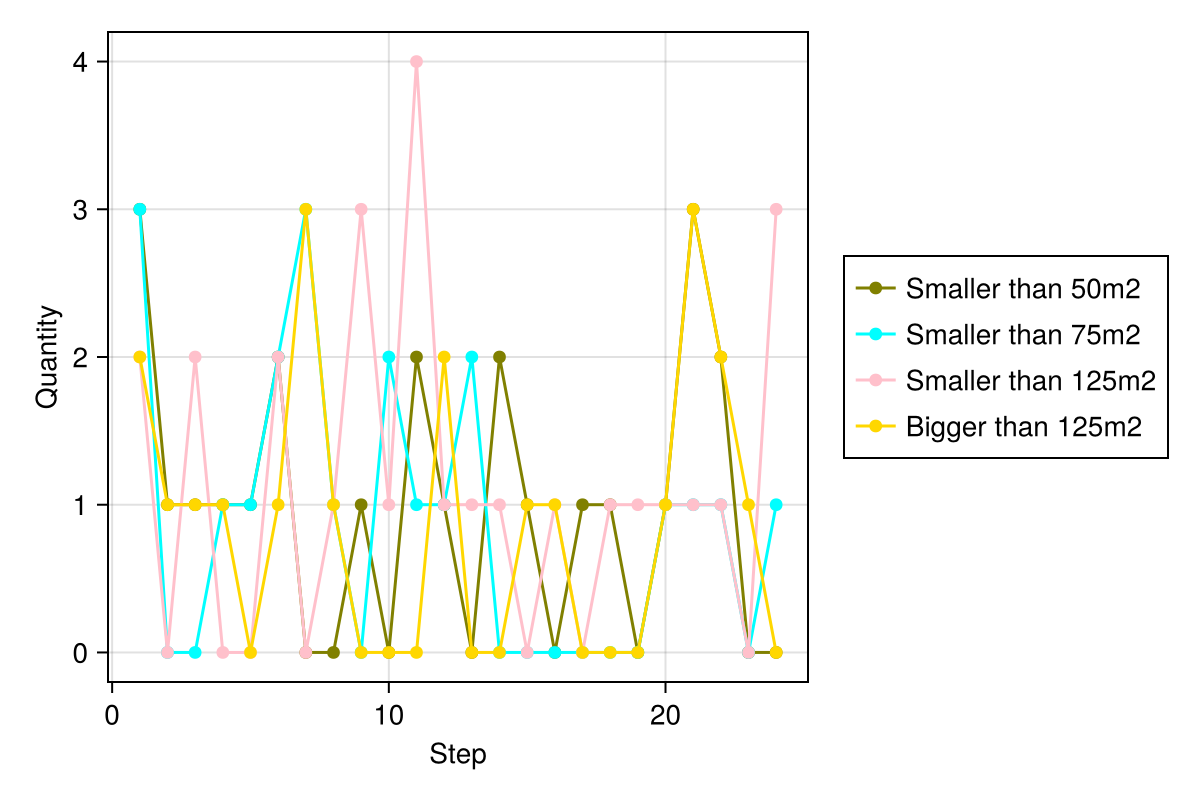 4
3
2
1
0
Quantity
0 10 20
Step
Smaller than 50m2
Smaller than 75m2
Smaller than 125m2
Bigger than 125m2